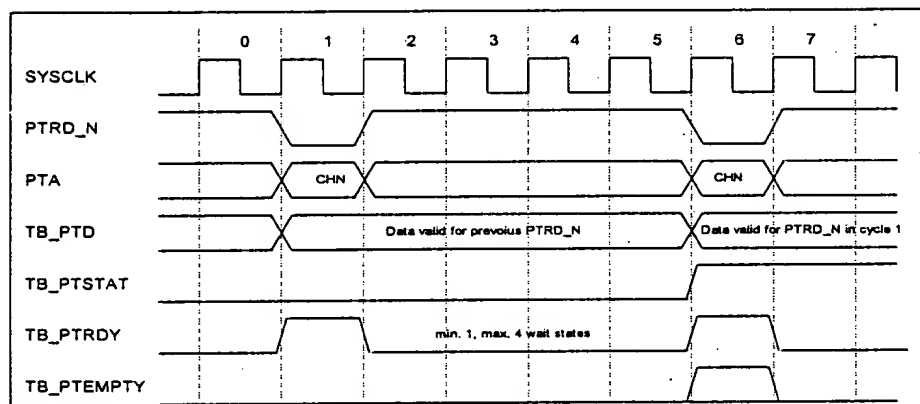 0 1 2 3 4 5 6 7
SYSCLK
PTRD_N
PTA CHN CHN
TB_PTD Data valid for prevoius PTRD_N Data valid for PTRD_N in cycle 1
TB_PTSTAT
TB_PTRDY min. 1, max. 4 wait states
TB_PTEMPTY